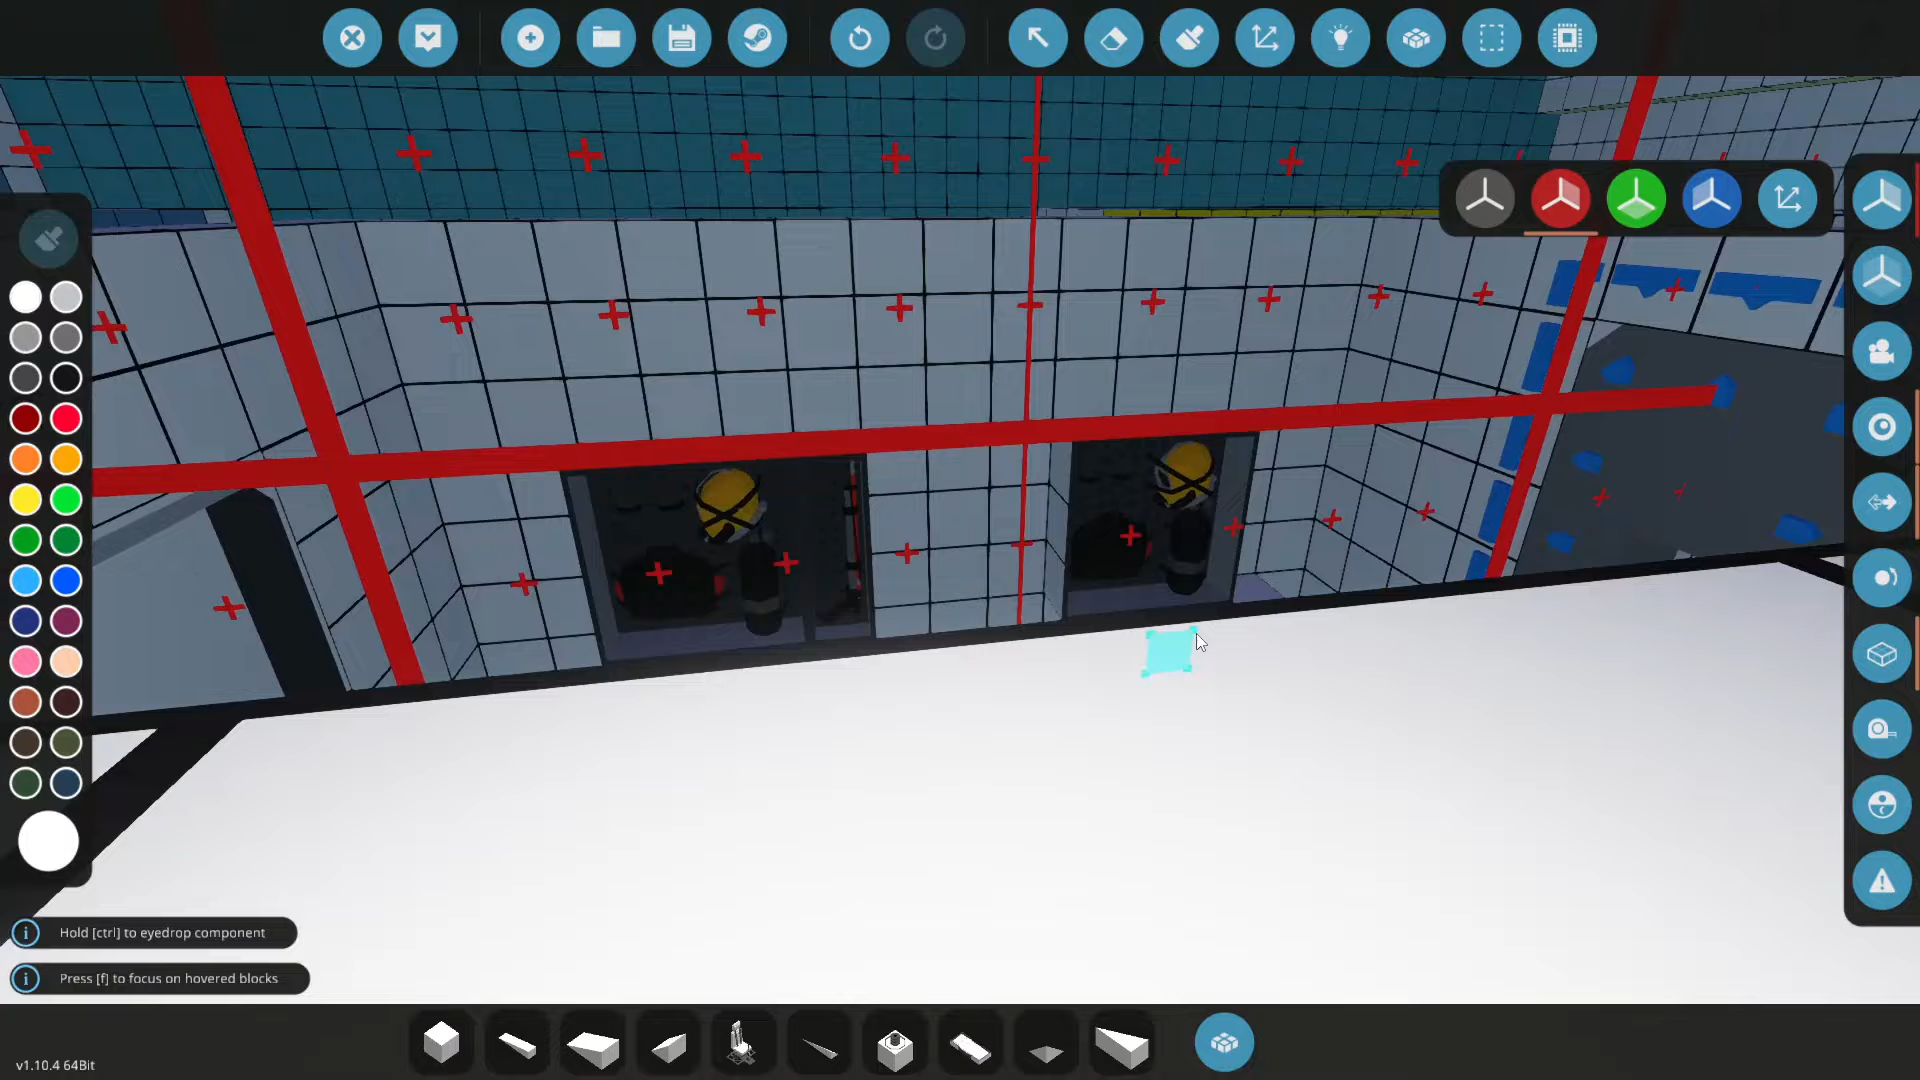 Hold [ctrl] to eyedrop component
Press [f] to focus on hovered blocks
v1.10.4 64Bit